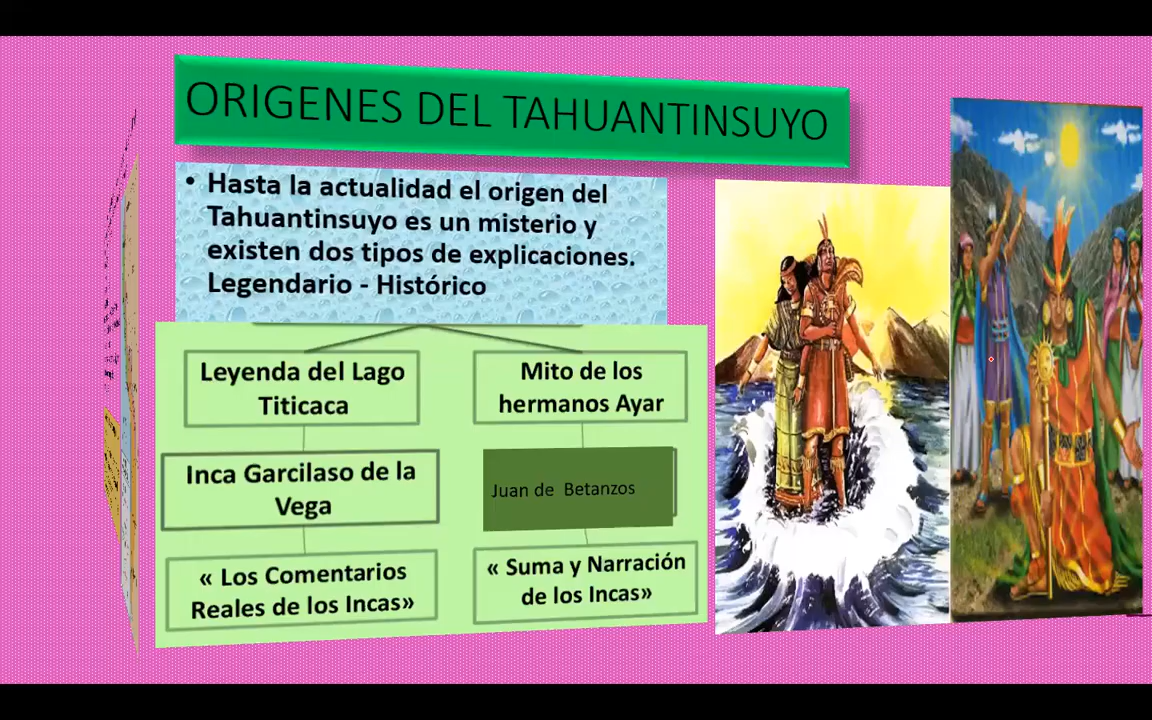 ORIGENES DEL TAHUANTINSUYO
• Hasta la actualidad el origen del
Tahuantinsuyo es un misterio y
existen dos tipos de explicaciones.
Legendario - Histórico
Leyenda del Lago
Titicaca
Inca Garcilaso de la
Vega
« Los Comentarios
Reales de los Incas»
Mito de los
hermanos Ayar
Juan de Betanzos
« Suma y Narración
de los Incas»